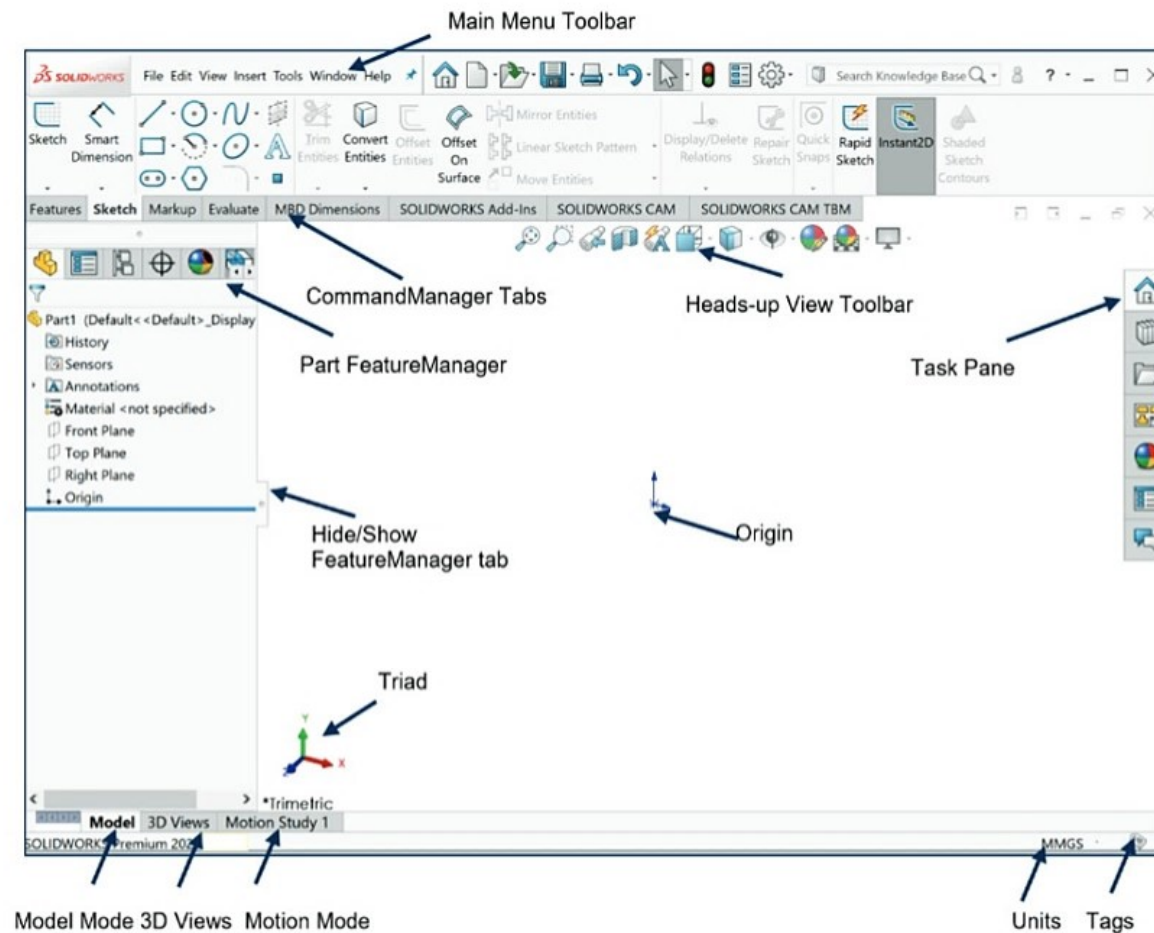 Main Menu Toolbar
SOLIDWORKS File Edit View Insert Tools Window Help Search Knowledge Base ?
Sketch Smart Dimension Trim Entities Convert Entities Offset Entities Offset On Surface Mirror Entities Linear Sketch Pattern Move Entities Display/Delete Relations Repair Sketch Quick Snaps Rapid Sketch Instant2D Shaded Sketch Contours
Features Sketch Markup Evaluate MBD Dimensions SOLIDWORKS Add-Ins SOLIDWORKS CAM SOLIDWORKS CAM TBM
CommandManager Tabs
Heads-up View Toolbar
Part1 (Default<<Default>_Display
History
Sensors
Annotations
Material <not specified>
Front Plane
Top Plane
Right Plane
Origin
Part FeatureManager
Task Pane
Hide/Show
FeatureManager tab
Origin
Triad
Y
X
Z
*Trimetric
Model 3D Views Motion Study 1
SOLIDWORKS Premium
MMGS
Model Mode 3D Views Motion Mode
Units Tags